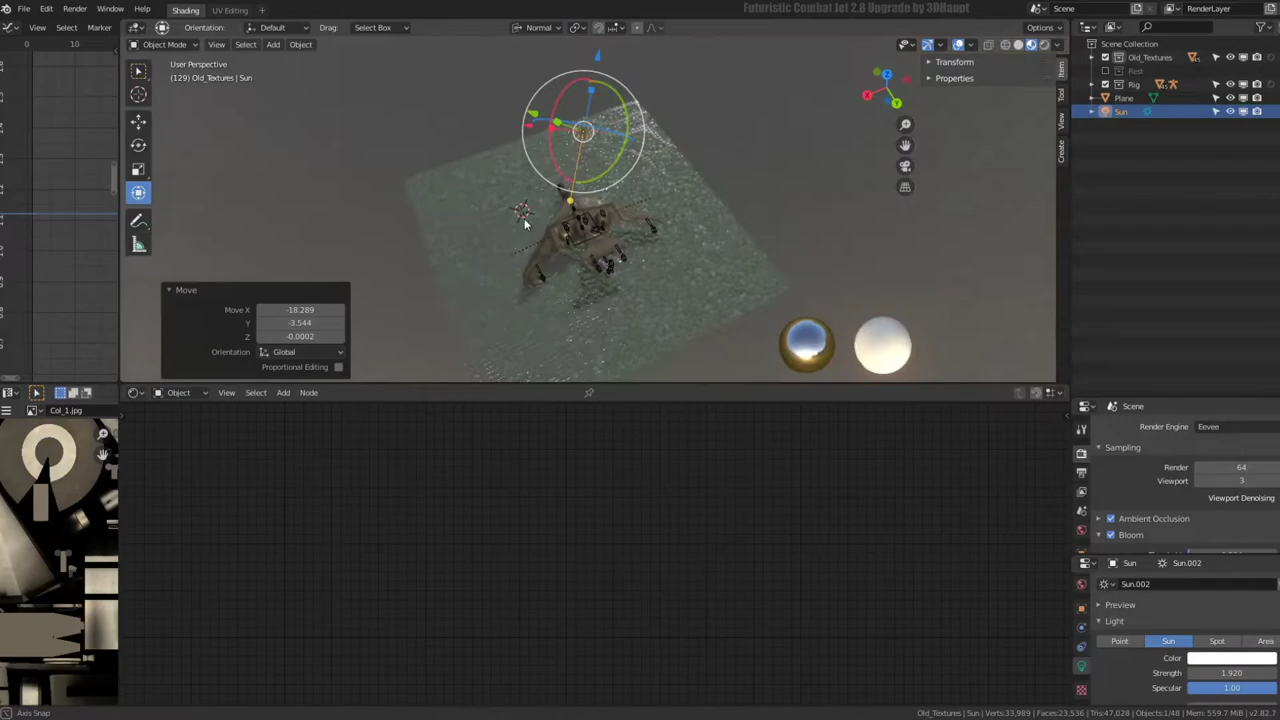 File Edit Render Window Help Shading UV Editing Futuristic Combat Jet 2.8 Upgrade by 3DHaupt Scene RenderLayer
View Select Marker Orientation: Default Drag: Select Box Normal Options
Object Mode View Select Add Object
0 10
User Perspective
(129) Old_Textures | Sun
Transform
Properties
Item
Tool
View
Create
X
Y
Z
Scene Collection
Old_Textures
Rest
Rig
Plane
Sun
Move
Move X -18.289
Y -3.544
Z -0.0002
Orientation Global
Proportional Editing
Object View Select Add Node
Col_1.jpg
Scene
Render Engine Eevee
Sampling
Render 64
Viewport 3
Viewport Denoising
Ambient Occlusion
Bloom
Sun Sun.002
Sun.002
Preview
Light
Point Sun Spot Area
Color
Strength 1.920
Specular 1.00
Axis Snap
Old_Textures | Sun | Verts:33,989 | Faces:23,536 | Tris:47,028 | Objects:1/48 | Mem: 559.7 MiB | v2.82.7